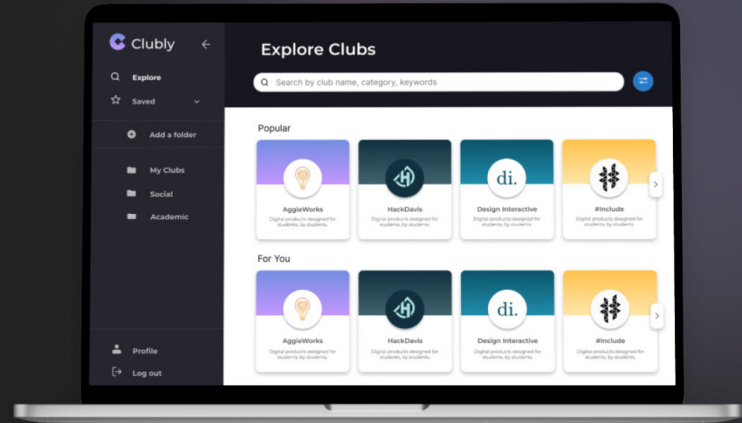 Clubly
Explore
Saved
Add a folder
My Clubs
Social
Academic
Profile
Log out
Explore Clubs
Search by club name, category, keywords
Popular
AggieWorks
Digital products designed for
students, by students.
HackDavis
Digital products designed for
students, by students.
di.
Design Interactive
Digital products designed for
students, by students.
#Include
Digital products designed for
students, by students.
For You
AggieWorks
Digital products designed for
students, by students.
HackDavis
Digital products designed for
students, by students.
di.
Design Interactive
Digital products designed for
students, by students.
#Include
Digital products designed for
students, by students.